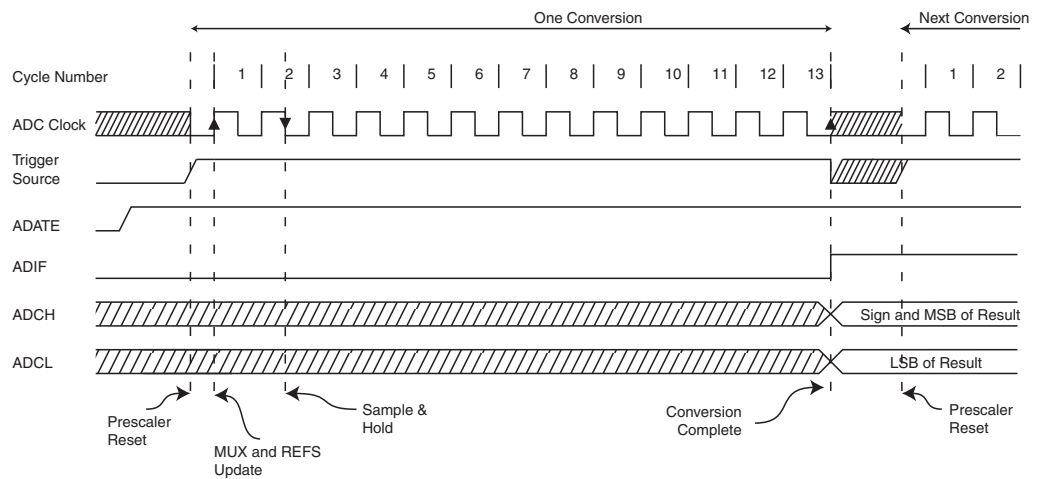 One Conversion
Next Conversion
Cycle Number
1 2 3 4 5 6 7 8 9 10 11 12 13 1 2
ADC Clock
Trigger
Source
ADATE
ADIF
ADCH
Sign and MSB of Result
ADCL
LSB of Result
Prescaler
Reset
MUX and REFS
Update
Sample &
Hold
Conversion
Complete
Prescaler
Reset